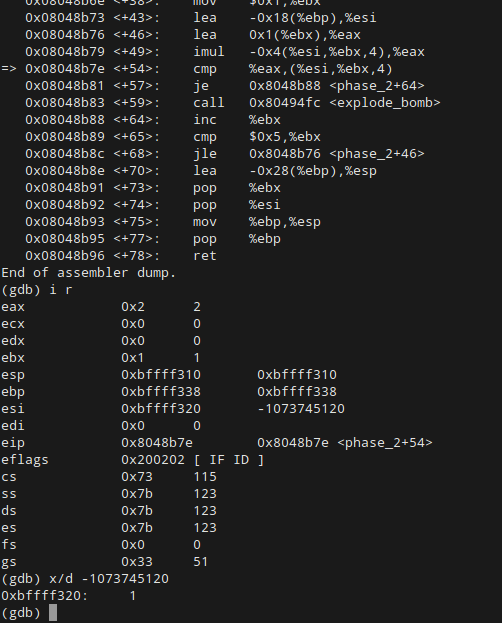 0x08048b6e <+38>: mov $0x1,%ebx
0x08048b73 <+43>: lea -0x18(%ebp),%esi
0x08048b76 <+46>: lea 0x1(%ebx),%eax
0x08048b79 <+49>: imul -0x4(%esi,%ebx,4),%eax
=> 0x08048b7e <+54>: cmp %eax,(%esi,%ebx,4)
0x08048b81 <+57>: je 0x8048b88 <phase_2+64>
0x08048b83 <+59>: call 0x80494fc <explode_bomb>
0x08048b88 <+64>: inc %ebx
0x08048b89 <+65>: cmp $0x5,%ebx
0x08048b8c <+68>: jle 0x8048b76 <phase_2+46>
0x08048b8e <+70>: lea -0x28(%ebp),%esp
0x08048b91 <+73>: pop %ebx
0x08048b92 <+74>: pop %esi
0x08048b93 <+75>: mov %ebp,%esp
0x08048b95 <+77>: pop %ebp
0x08048b96 <+78>: ret
End of assembler dump.
(gdb) i r
eax 0x2 2
ecx 0x0 0
edx 0x0 0
ebx 0x1 1
esp 0xbffff310 0xbffff310
ebp 0xbffff338 0xbffff338
esi 0xbffff320 -1073745120
edi 0x0 0
eip 0x8048b7e 0x8048b7e <phase_2+54>
eflags 0x200202 [ IF ID ]
cs 0x73 115
ss 0x7b 123
ds 0x7b 123
es 0x7b 123
fs 0x0 0
gs 0x33 51
(gdb) x/d -1073745120
0xbffff320: 1
(gdb)